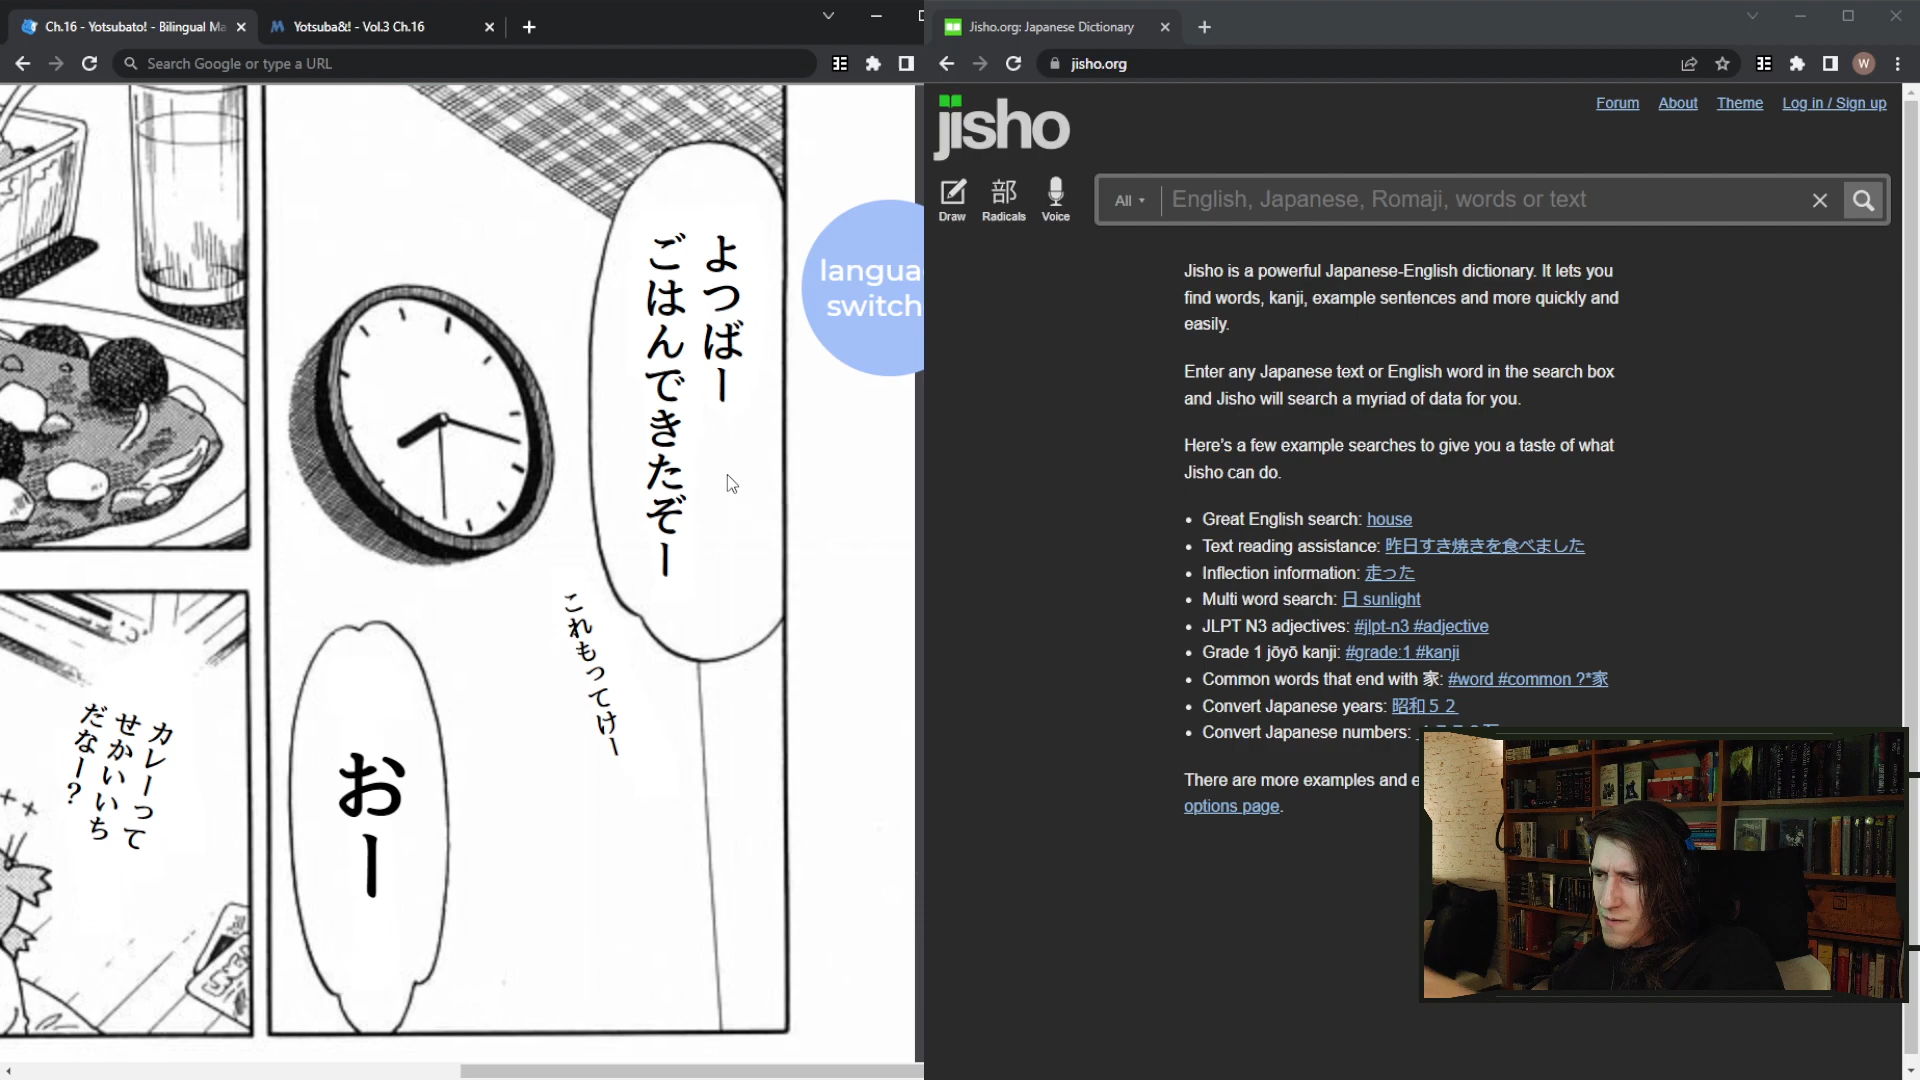 Ch.16 - Yotsubato! - Bilingual Ma
Yotsuba&! - Vol.3 Ch.16
Search Google or type a URL
よつばー
ごはんできたぞー
langua
switch
これもってけー
おー
カレーって
せかいいち
だなー？
Jisho.org: Japanese Dictionary
jisho.org
W
jisho
Forum
About
Theme
Log in / Sign up
Draw
部
Radicals
Voice
All
English, Japanese, Romaji, words or text
Jisho is a powerful Japanese-English dictionary. It lets you
find words, kanji, example sentences and more quickly and
easily.
Enter any Japanese text or English word in the search box
and Jisho will search a myriad of data for you.
Here's a few example searches to give you a taste of what
Jisho can do.
• Great English search: house
• Text reading assistance: 昨日すき焼きを食べました
• Inflection information: 走った
• Multi word search: 日 sunlight
• JLPT N3 adjectives: #jlpt-n3 #adjective
• Grade 1 jōyō kanji: #grade:1 #kanji
• Common words that end with 家: #word #common ?*家
• Convert Japanese years: 昭和５２
• Convert Japanese numbers:
There are more examples and e
options page.